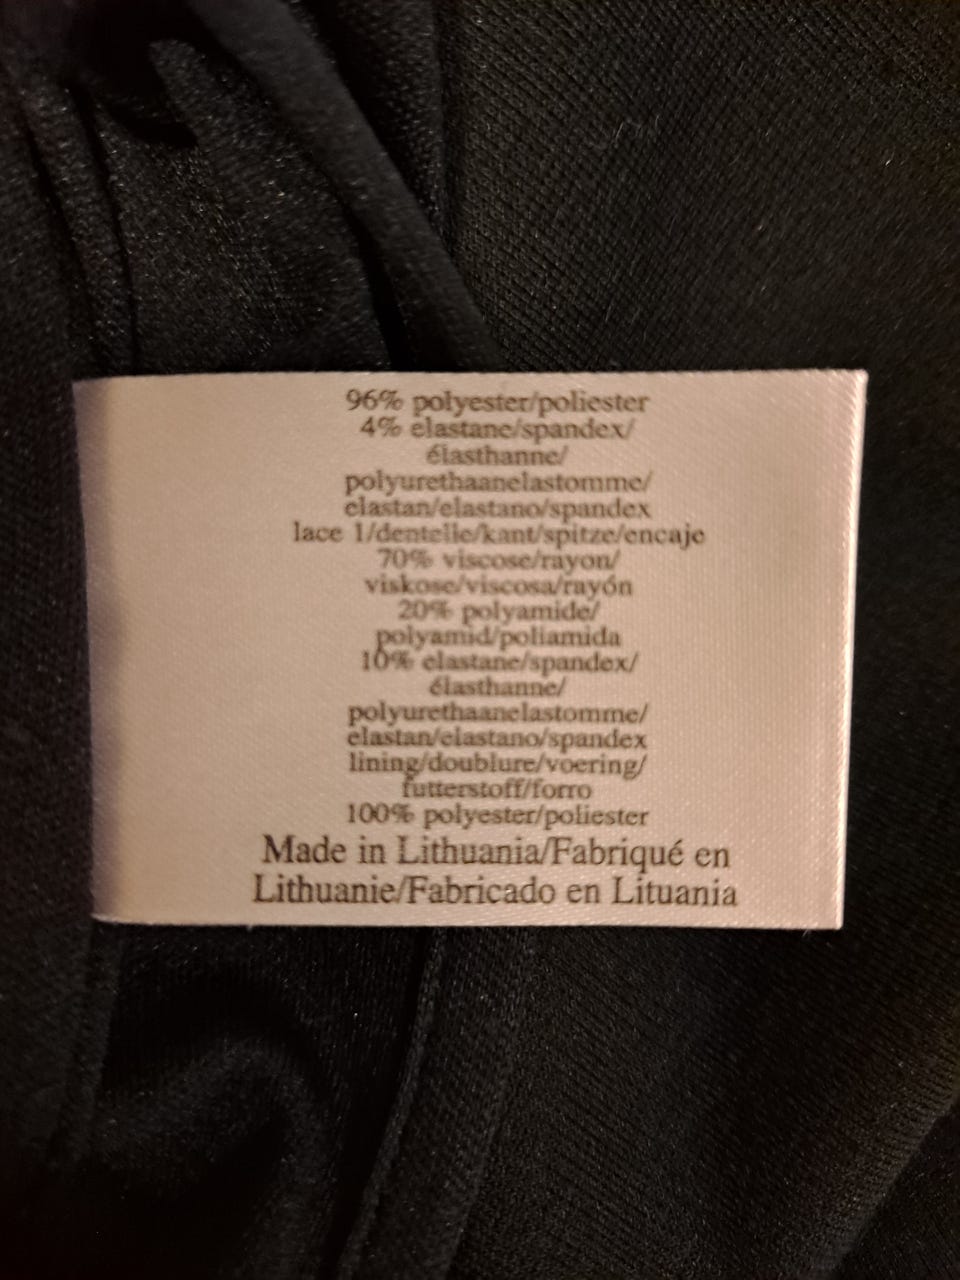 96% polyester/poliester
4% elastane/spandex/
élasthanne/
polyurethaanelastomme/
elastan/elastano/spandex
lace 1/dentelle/kant/spitze/encaje
70% viscose/rayon/
viskose/viscosa/rayón
20% polyamide/
polyamid/poliamida
10% elastane/spandex/
élasthanne/
polyurethaanelastomme/
elastan/elastano/spandex
lining/doublure/voering/
futterstoff/forro
100% polyester/poliester
Made in Lithuania/Fabriqué en
Lithuanie/Fabricado en Lituania